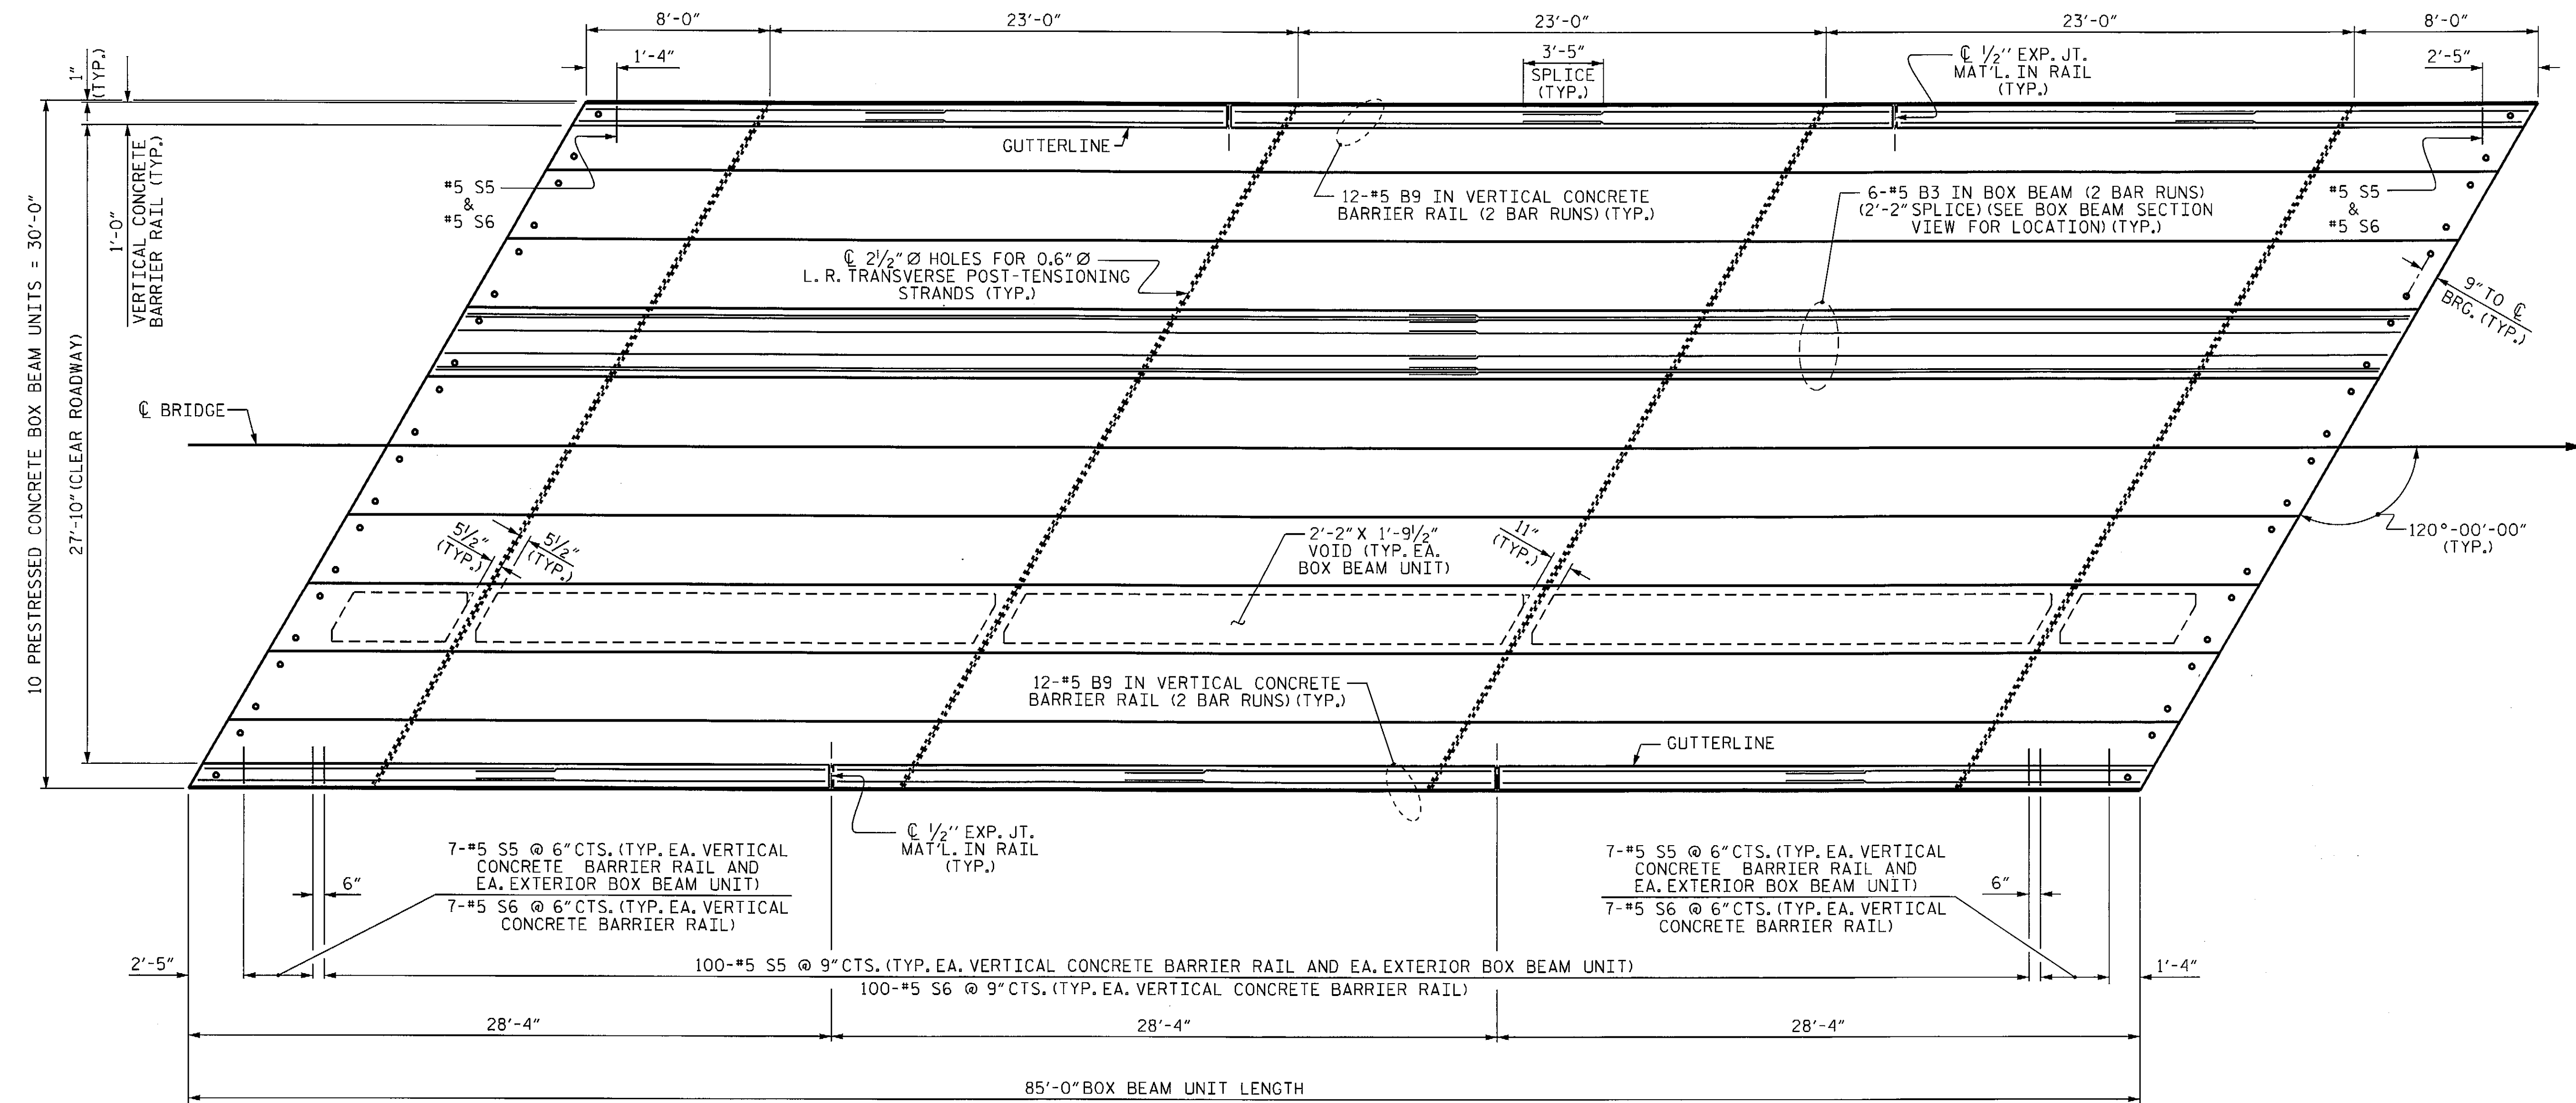 8'-0"
23'-0"
23'-0"
23'-0"
8'-0"
1'-4"
3'-5"
SPLICE
(TYP.)
℄ 1/2" EXP. JT.
MAT'L. IN RAIL
(TYP.)
2'-5"
1"
(TYP.)
1'-0"
VERTICAL CONCRETE
BARRIER RAIL (TYP.)
10 PRESTRESSED CONCRETE BOX BEAM UNITS = 30'-0"
27'-10" (CLEAR ROADWAY)
GUTTERLINE
#5 S5
&
#5 S6
12-#5 B9 IN VERTICAL CONCRETE
BARRIER RAIL (2 BAR RUNS) (TYP.)
6-#5 B3 IN BOX BEAM (2 BAR RUNS)
(2'-2" SPLICE) (SEE BOX BEAM SECTION
VIEW FOR LOCATION) (TYP.)
#5 S5
&
#5 S6
℄ 2 1/2" Ø HOLES FOR 0.6" Ø
L.R. TRANSVERSE POST-TENSIONING
STRANDS (TYP.)
9" TO ℄
BRG. (TYP.)
℄ BRIDGE
5 1/2"
(TYP.)
5 1/2"
(TYP.)
2'-2" X 1'-9 1/2"
VOID (TYP. EA.
BOX BEAM UNIT)
11"
(TYP.)
120°-00'-00"
(TYP.)
12-#5 B9 IN VERTICAL CONCRETE
BARRIER RAIL (2 BAR RUNS) (TYP.)
GUTTERLINE
℄ 1/2" EXP. JT.
MAT'L. IN RAIL
(TYP.)
7-#5 S5 @ 6" CTS. (TYP. EA. VERTICAL
CONCRETE BARRIER RAIL AND
EA. EXTERIOR BOX BEAM UNIT)
7-#5 S6 @ 6" CTS. (TYP. EA. VERTICAL
CONCRETE BARRIER RAIL)
6"
7-#5 S5 @ 6" CTS. (TYP. EA. VERTICAL
CONCRETE BARRIER RAIL AND
EA. EXTERIOR BOX BEAM UNIT)
7-#5 S6 @ 6" CTS. (TYP. EA. VERTICAL
CONCRETE BARRIER RAIL)
6"
2'-5"
100-#5 S5 @ 9" CTS. (TYP. EA. VERTICAL CONCRETE BARRIER RAIL AND EA. EXTERIOR BOX BEAM UNIT)
100-#5 S6 @ 9" CTS. (TYP. EA. VERTICAL CONCRETE BARRIER RAIL)
1'-4"
28'-4"
28'-4"
28'-4"
85'-0" BOX BEAM UNIT LENGTH